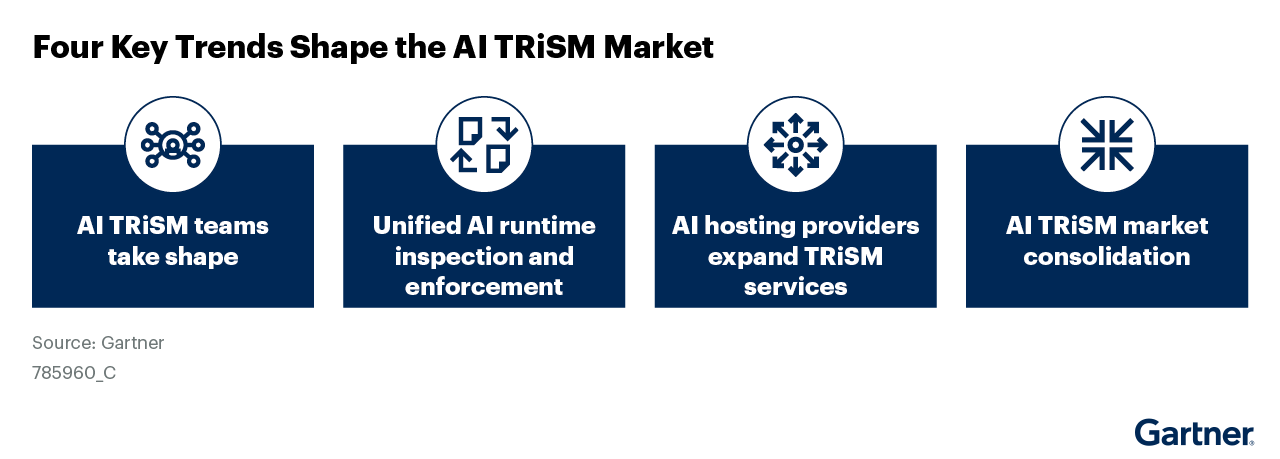 Four Key Trends Shape the AI TRiSM Market
AI TRiSM teams
take shape
Unified AI runtime
inspection and
enforcement
AI hosting providers
expand TRiSM
services
AI TRiSM market
consolidation
Source: Gartner
785960_C
Gartner®